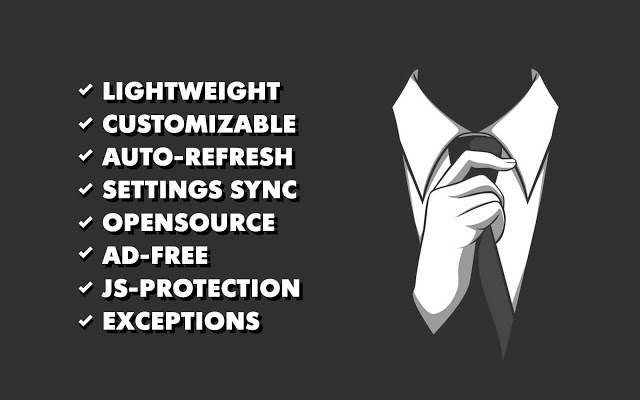 LIGHTWEIGHT
CUSTOMIZABLE
AUTO-REFRESH
SETTINGS SYNC
OPENSOURCE
AD-FREE
JS-PROTECTION
EXCEPTIONS